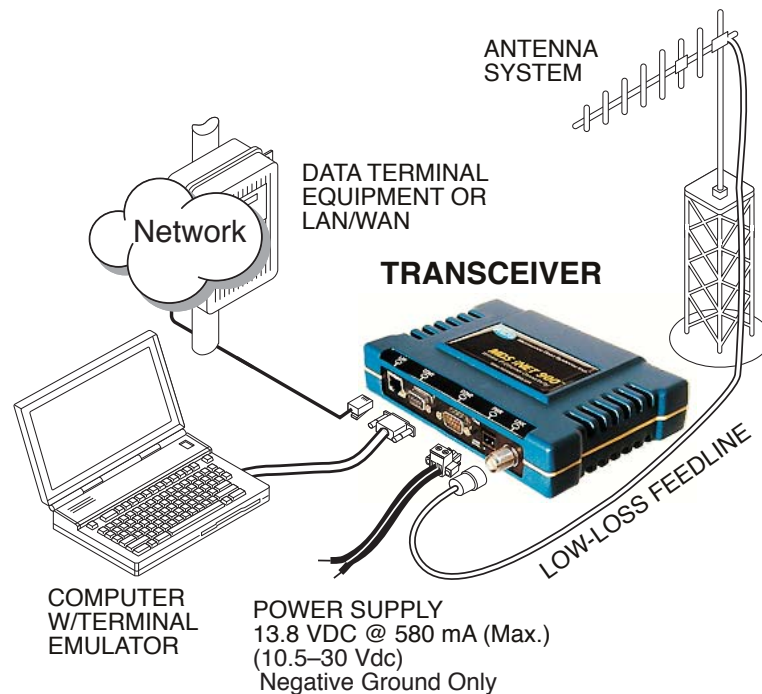 ANTENNA
SYSTEM
DATA TERMINAL
EQUIPMENT OR
LAN/WAN
Network
TRANSCEIVER
MDS iNET 900
LOW-LOSS FEEDLINE
COMPUTER
W/TERMINAL
EMULATOR
POWER SUPPLY
13.8 VDC @ 580 mA (Max.)
(10.5–30 Vdc)
Negative Ground Only